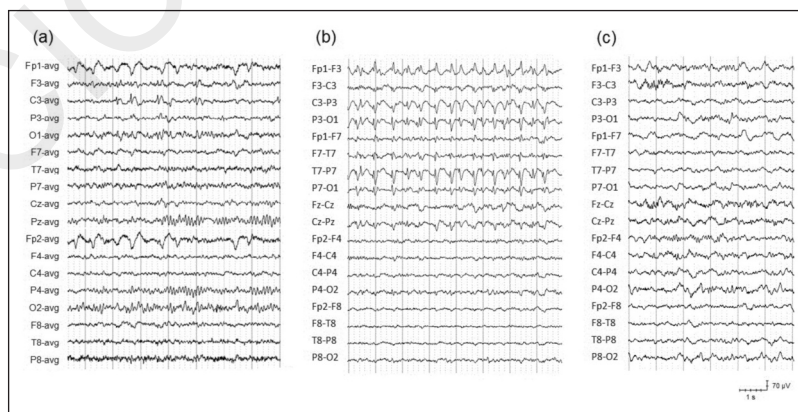 (a)
Fp1-avg
F3-avg
C3-avg
P3-avg
O1-avg
F7-avg
T7-avg
P7-avg
Cz-avg
Pz-avg
Fp2-avg
F4-avg
C4-avg
P4-avg
O2-avg
F8-avg
T8-avg
P8-avg
(b)
Fp1-F3
F3-C3
C3-P3
P3-O1
Fp1-F7
F7-T7
T7-P7
P7-O1
Fz-Cz
Cz-Pz
Fp2-F4
F4-C4
C4-P4
P4-O2
Fp2-F8
F8-T8
T8-P8
P8-O2
(c)
Fp1-F3
F3-C3
C3-P3
P3-O1
Fp1-F7
F7-T7
T7-P7
P7-O1
Fz-Cz
Cz-Pz
Fp2-F4
F4-C4
C4-P4
P4-O2
Fp2-F8
F8-T8
T8-P8
P8-O2
70 µV
1 s